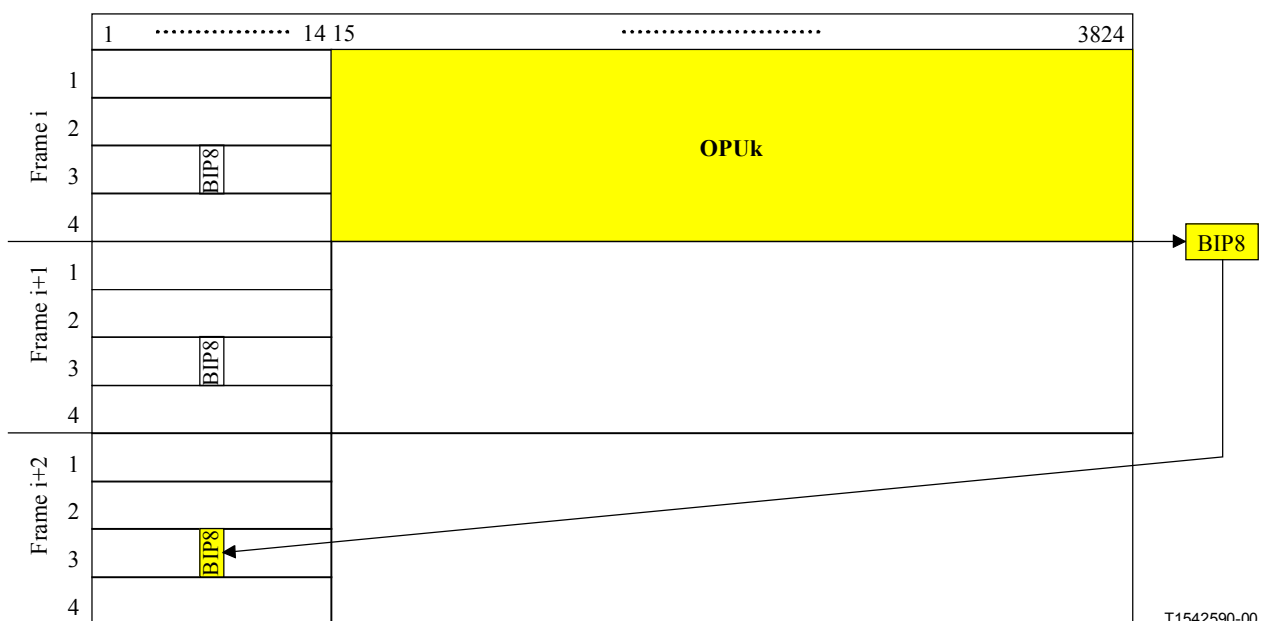 1 ................. 14 15 ......................... 3824
Frame i
1
2
3
4
BIP8
OPUk
BIP8
Frame i+1
1
2
3
4
BIP8
Frame i+2
1
2
3
4
BIP8
T1542590-00